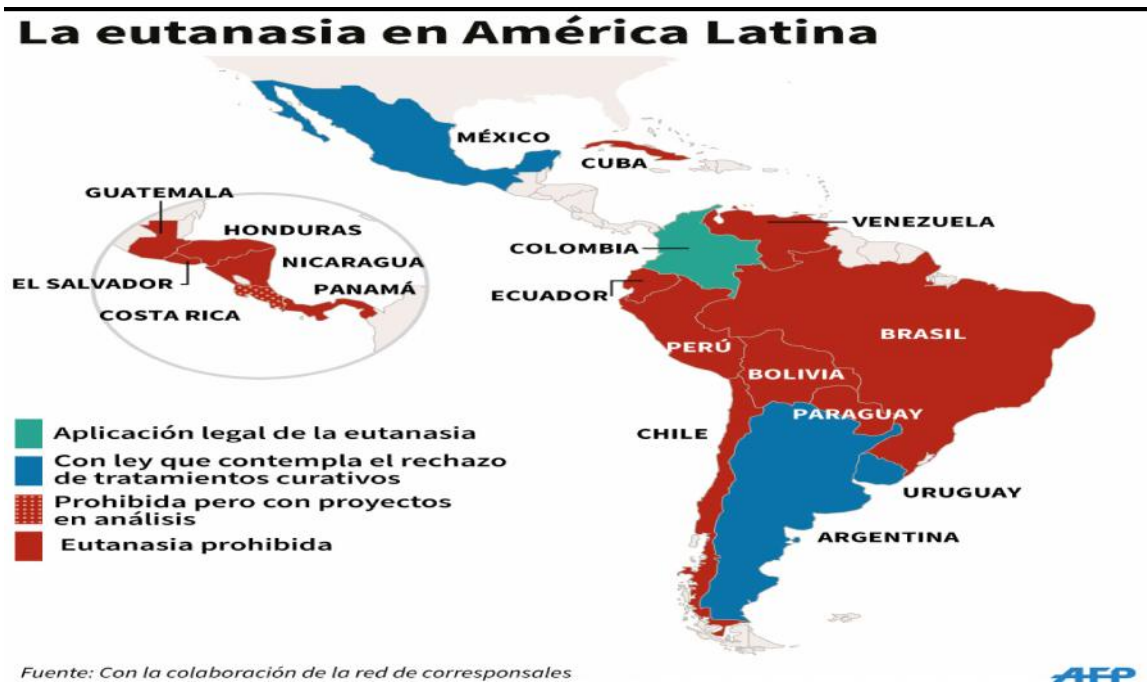 La eutanasia en América Latina
MÉXICO
CUBA
GUATEMALA
HONDURAS
VENEZUELA
COLOMBIA
NICARAGUA
EL SALVADOR
PANAMÁ
ECUADOR
COSTA RICA
BRASIL
PERÚ
BOLIVIA
PARAGUAY
CHILE
URUGUAY
ARGENTINA
Aplicación legal de la eutanasia
Con ley que contempla el rechazo
de tratamientos curativos
Prohibida pero con proyectos
en análisis
Eutanasia prohibida
Fuente: Con la colaboración de la red de corresponsales
AFP